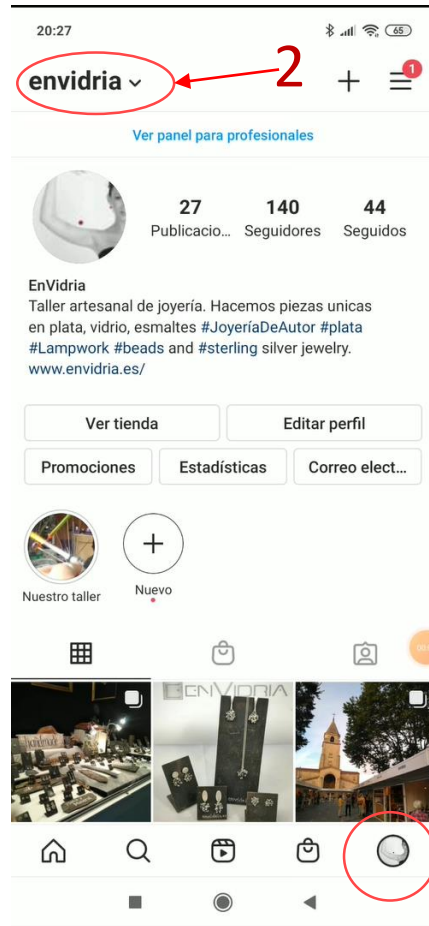 20:27
65
envidria
2
1
Ver panel para profesionales
27
140
44
Publicacio...
Seguidores
Seguidos
EnVidria
Taller artesanal de joyería. Hacemos piezas unicas
en plata, vidrio, esmaltes #JoyeríaDeAutor #plata
#Lampwork #beads and #sterling silver jewelry.
www.envidria.es/
Ver tienda
Editar perfil
Promociones
Estadísticas
Correo elect...
Nuestro taller
Nuevo
ENVIDRIA